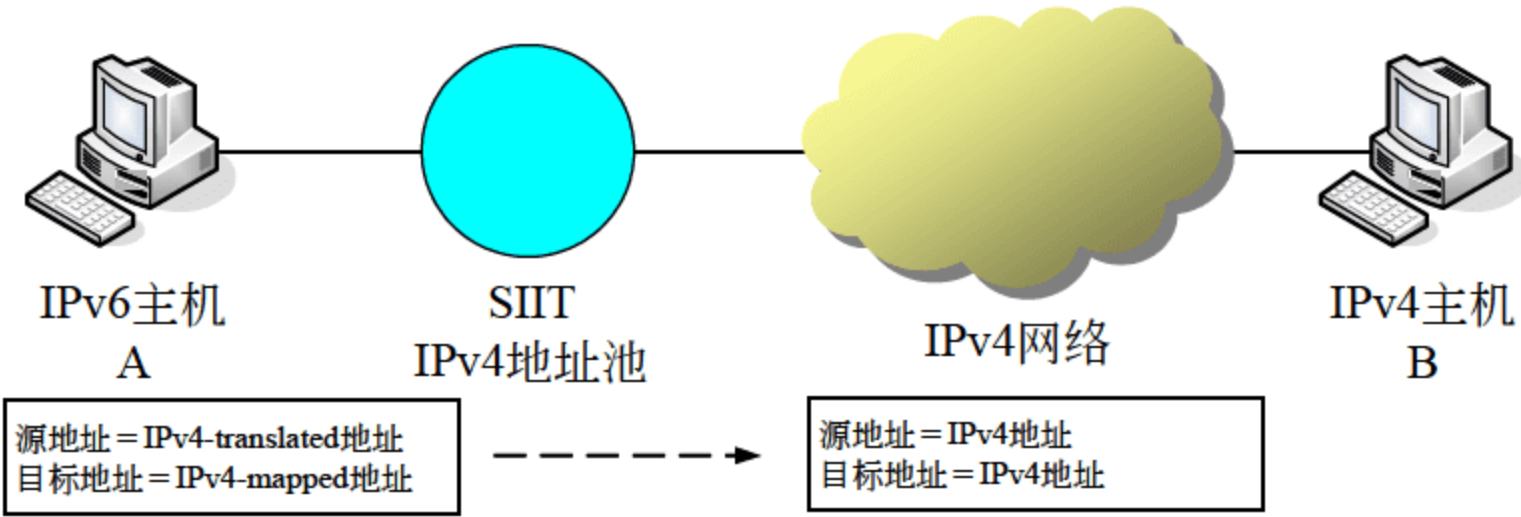 IPv6主机
A
SIIT
IPv4地址池
IPv4网络
IPv4主机
B
源地址＝IPv4-translated地址
目标地址＝IPv4-mapped地址
源地址＝IPv4地址
目标地址＝IPv4地址